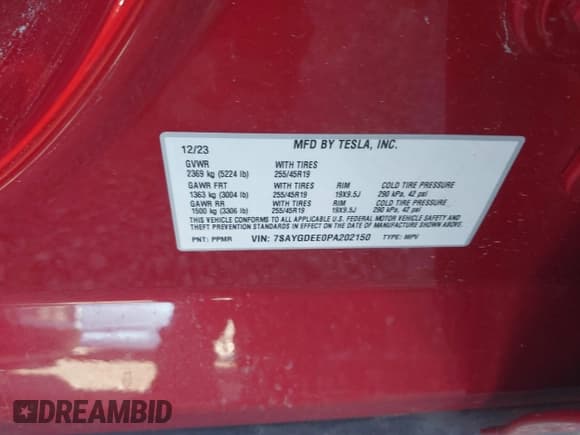 12/23 MFD BY TESLA, INC.
GVWR WITH TIRES
2369 kg (5224 lb) 255/45R19
GAWR FRT WITH TIRES RIM COLD TIRE PRESSURE
1363 kg (3004 lb) 255/45R19 19X9.5J 290 kPa, 42 psi
GAWR RR WITH TIRES RIM COLD TIRE PRESSURE
1500 kg (3306 lb) 255/45R19 19X9.5J 290 kPa, 42 psi
THIS VEHICLE CONFORMS TO ALL APPLICABLE U.S. FEDERAL MOTOR VEHICLE SAFETY AND
THEFT PREVENTION STANDARDS IN EFFECT ON THE DATE OF MANUFACTURE SHOWN ABOVE.
PNT: PPMR VIN: 7SAYGDEE0PA202150 TYPE: MPV
DREAMBID